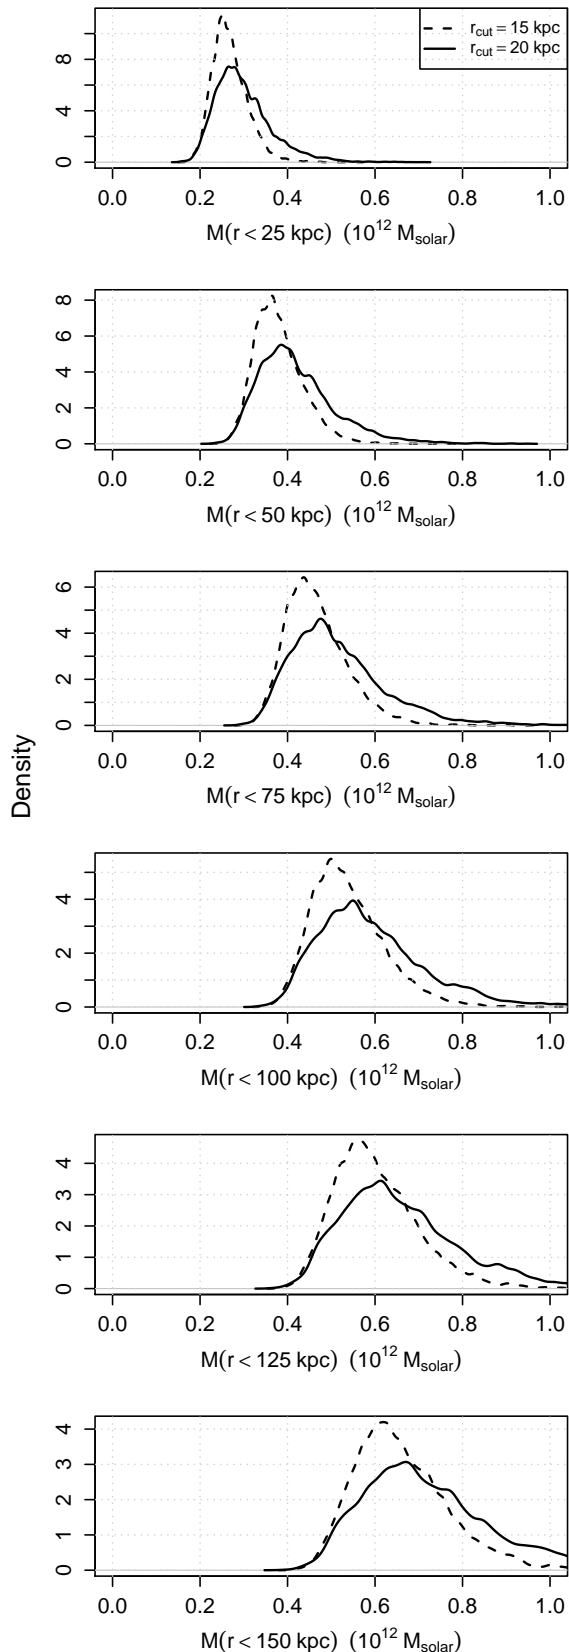 r_cut = 15 kpc
r_cut = 20 kpc
0 4 8
0.0 0.2 0.4 0.6 0.8 1.0
M(r < 25 kpc) (10^12 M_solar)
0 2 4 6 8
0.0 0.2 0.4 0.6 0.8 1.0
M(r < 50 kpc) (10^12 M_solar)
0 2 4 6
0.0 0.2 0.4 0.6 0.8 1.0
M(r < 75 kpc) (10^12 M_solar)
Density
0 2 4
0.0 0.2 0.4 0.6 0.8 1.0
M(r < 100 kpc) (10^12 M_solar)
0 1 2 3 4
0.0 0.2 0.4 0.6 0.8 1.0
M(r < 125 kpc) (10^12 M_solar)
0 1 2 3 4
0.0 0.2 0.4 0.6 0.8 1.0
M(r < 150 kpc) (10^12 M_solar)